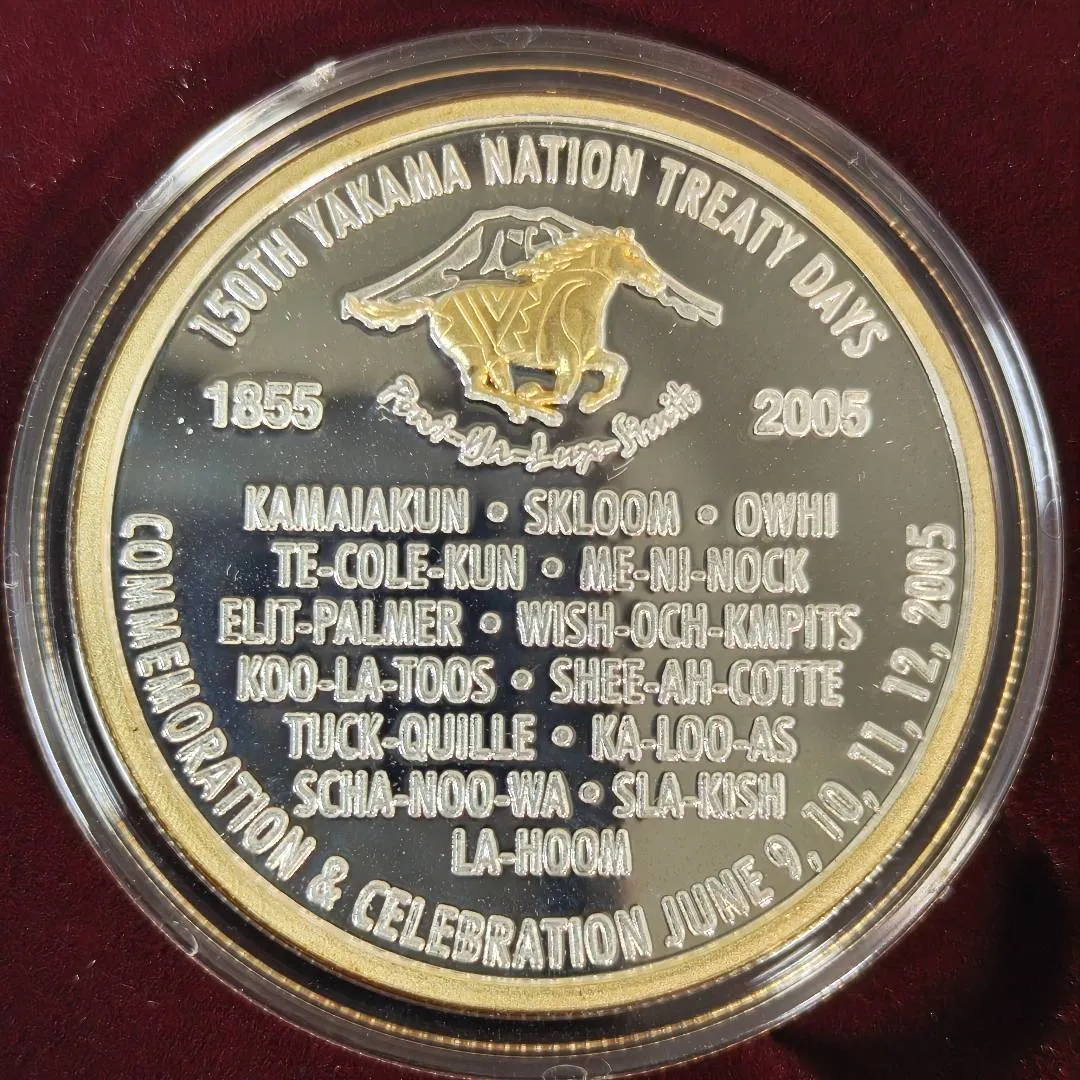 150TH YAKAMA NATION TREATY DAYS
1855
2005
KAMAIAKUN • SKLOOM • OWHI
TE-COLE-KUN • ME-NI-NOCK
ELIT-PALMER • WISH-OCH-KMPITS
KOO-LA-TOOS • SHEE-AH-COTTE
TUCK-QUILLE • KA-LOO-AS
SCHA-NOO-WA • SLA-KISH
LA-HOOM
COMMEMORATION & CELEBRATION JUNE 9, 10, 11, 12, 2005